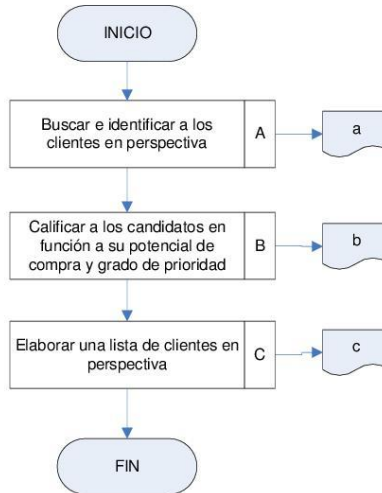 INICIO
Buscar e identificar a los
clientes en perspectiva
A
a
Calificar a los candidatos en
función a su potencial de
compra y grado de prioridad
B
b
Elaborar una lista de clientes en
perspectiva
C
c
FIN